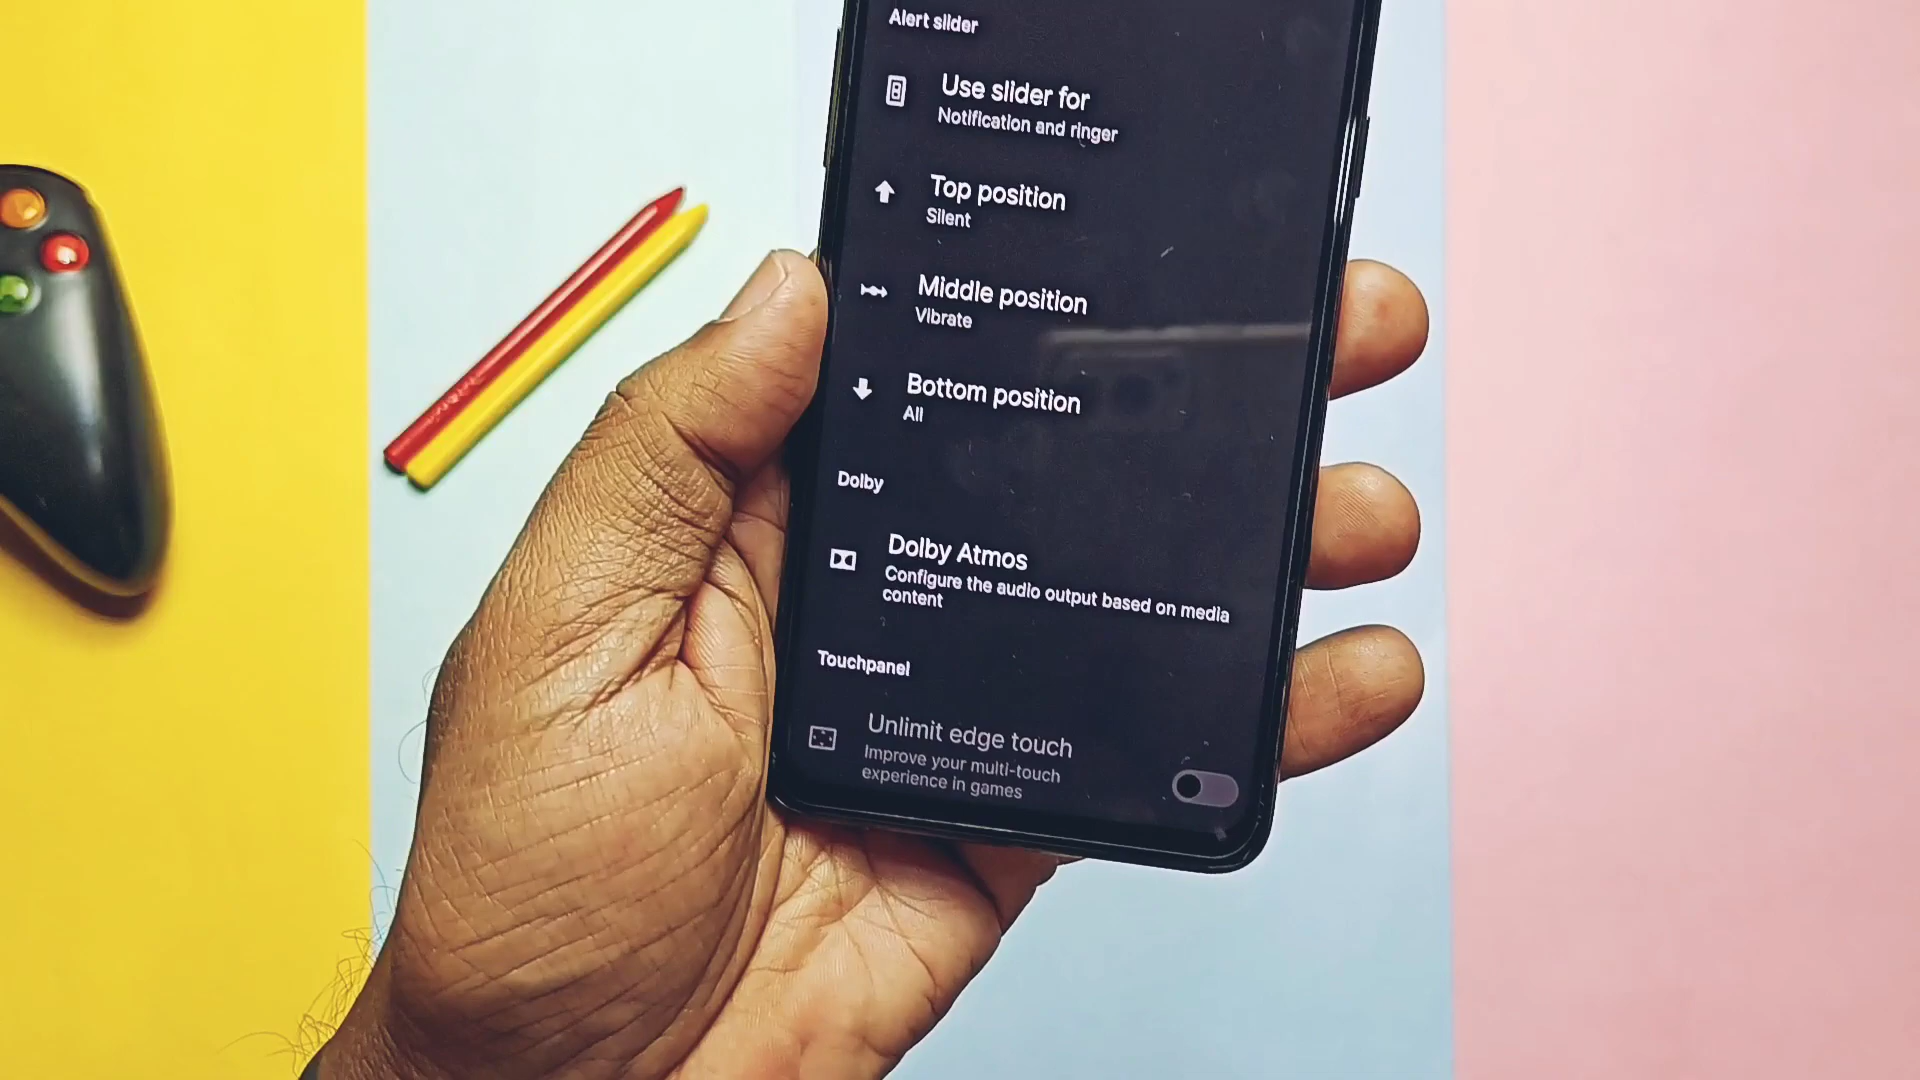 Alert slider
Use slider for
Notification and ringer
Top position
Silent
Middle position
Vibrate
Bottom position
All
Dolby
Dolby Atmos
Configure the audio output based on media
content
Touchpanel
Unlimit edge touch
Improve your multi-touch
experience in games